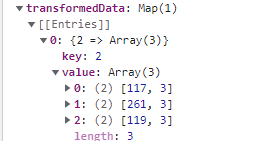 ▼ transformedData: Map(1)
▼ [[Entries]]
▼ 0: {2 => Array(3)}
key: 2
▼ value: Array(3)
▶ 0: (2) [117, 3]
▶ 1: (2) [261, 3]
▶ 2: (2) [119, 3]
length: 3